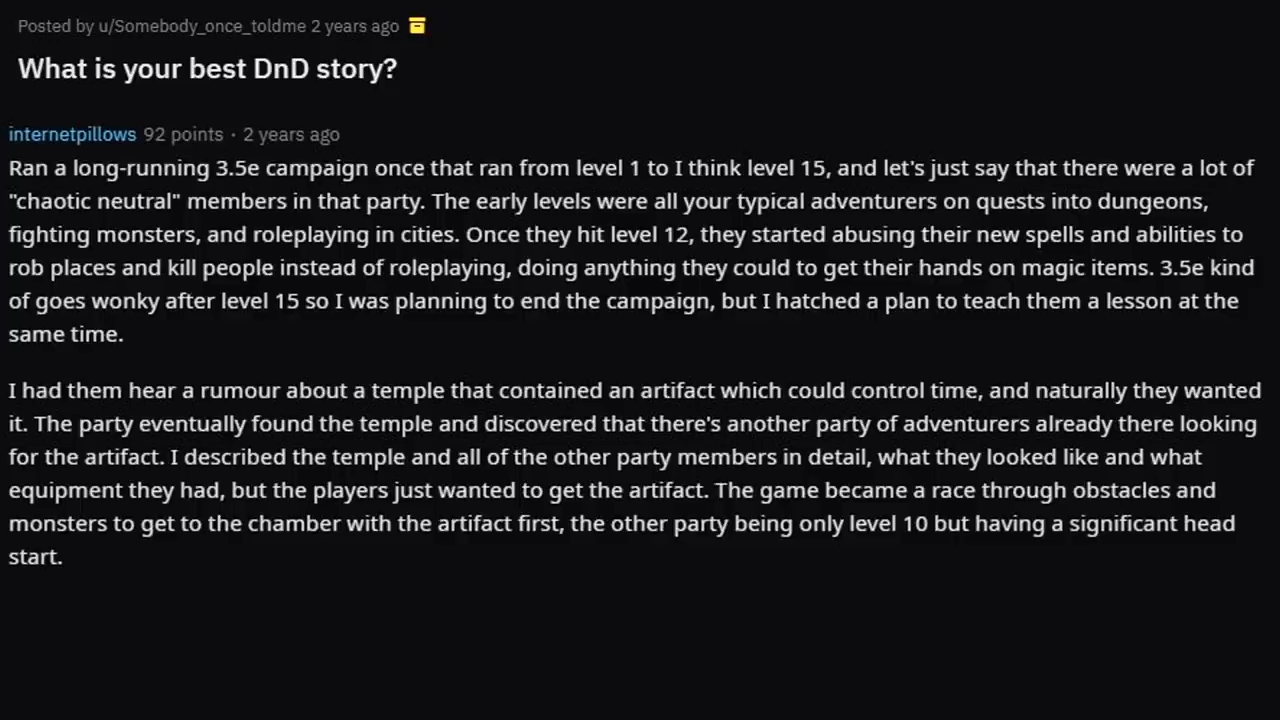 Posted by u/Somebody_once_toldme 2 years ago
What is your best DnD story?
internetpillows 92 points · 2 years ago
Ran a long-running 3.5e campaign once that ran from level 1 to I think level 15, and let's just say that there were a lot of
"chaotic neutral" members in that party. The early levels were all your typical adventurers on quests into dungeons,
fighting monsters, and roleplaying in cities. Once they hit level 12, they started abusing their new spells and abilities to
rob places and kill people instead of roleplaying, doing anything they could to get their hands on magic items. 3.5e kind
of goes wonky after level 15 so I was planning to end the campaign, but I hatched a plan to teach them a lesson at the
same time.
I had them hear a rumour about a temple that contained an artifact which could control time, and naturally they wanted
it. The party eventually found the temple and discovered that there's another party of adventurers already there looking
for the artifact. I described the temple and all of the other party members in detail, what they looked like and what
equipment they had, but the players just wanted to get the artifact. The game became a race through obstacles and
monsters to get to the chamber with the artifact first, the other party being only level 10 but having a significant head
start.